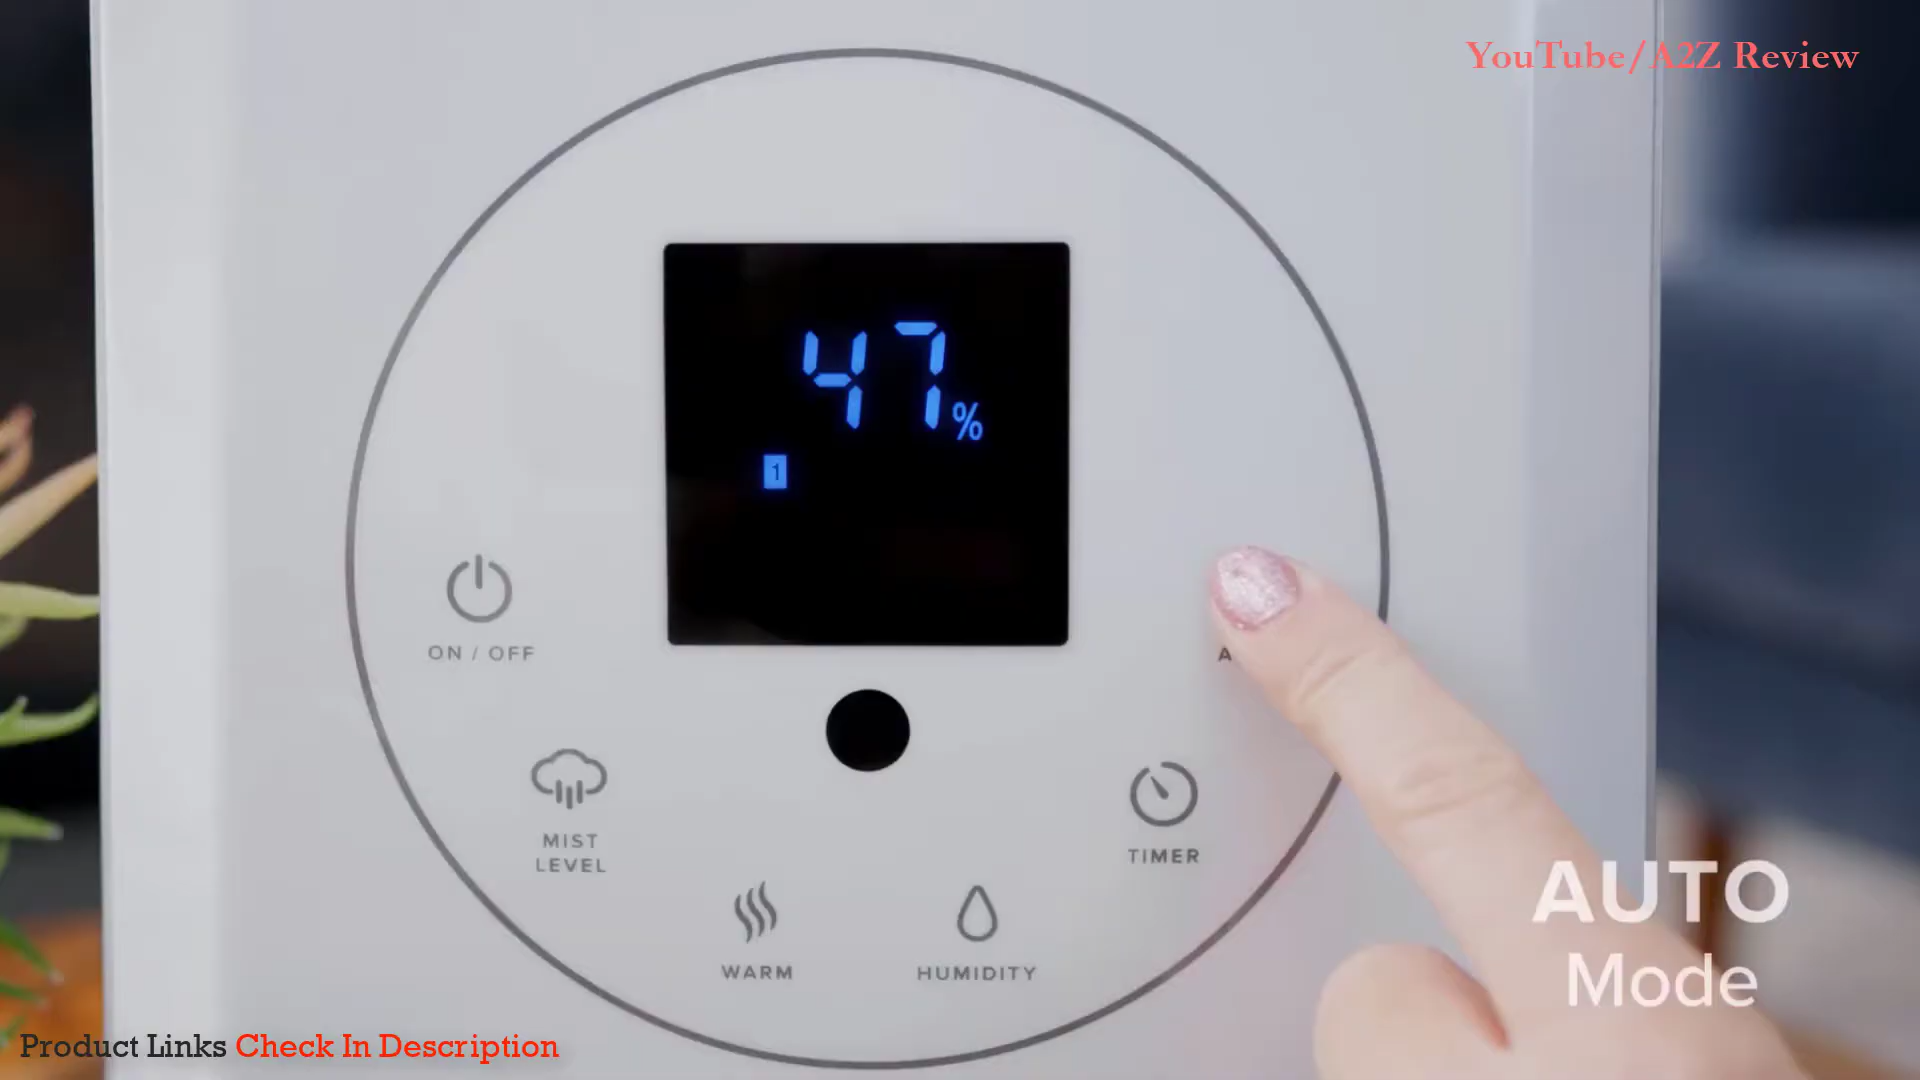 YouTube/A2Z Review
47%
1
ON / OFF
A
MIST
LEVEL
TIMER
WARM
HUMIDITY
AUTO
Mode
Product Links Check In Description